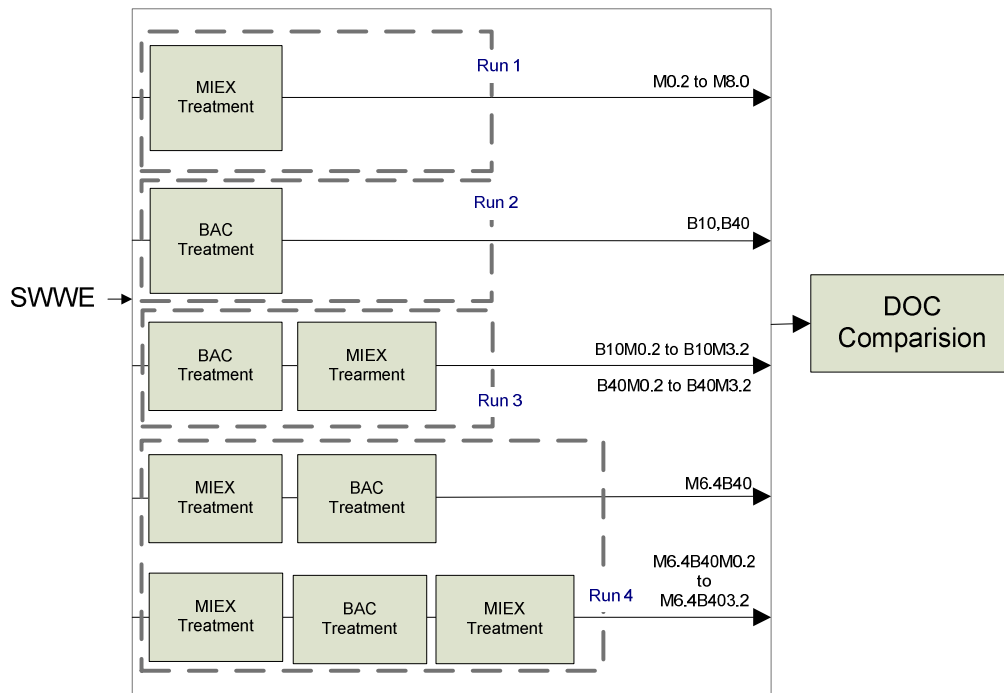 MIEX
Treatment
Run 1
M0.2 to M8.0
BAC
Treatment
Run 2
B10,B40
SWWE
DOC
Comparision
BAC
Treatment
MIEX
Trearment
Run 3
B10M0.2 to B10M3.2
B40M0.2 to B40M3.2
MIEX
Treatment
BAC
Treatment
M6.4B40
MIEX
Treatment
BAC
Treatment
MIEX
Treatment
Run 4
M6.4B40M0.2
to
M6.4B403.2